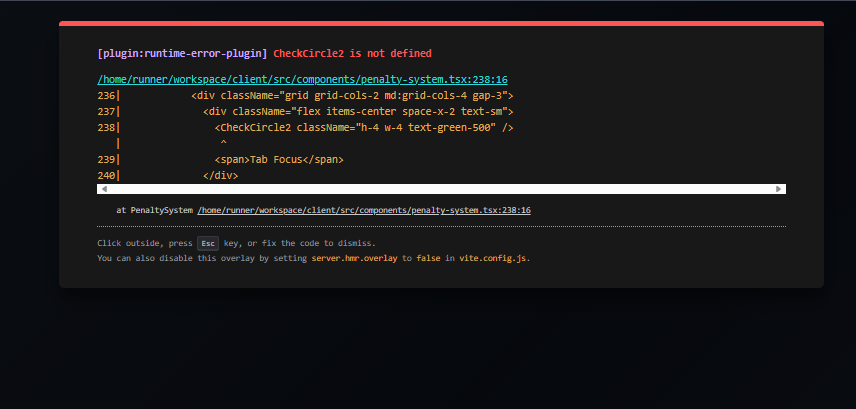 [plugin:runtime-error-plugin] CheckCircle2 is not defined
/home/runner/workspace/client/src/components/penalty-system.tsx:238:16
236|            <div className="grid grid-cols-2 md:grid-cols-4 gap-3">
237|              <div className="flex items-center space-x-2 text-sm">
238|                <CheckCircle2 className="h-4 w-4 text-green-500" />
   |                 ^
239|                <span>Tab Focus</span>
240|              </div>
at PenaltySystem /home/runner/workspace/client/src/components/penalty-system.tsx:238:16
Click outside, press Esc key, or fix the code to dismiss.
You can also disable this overlay by setting server.hmr.overlay to false in vite.config.js.